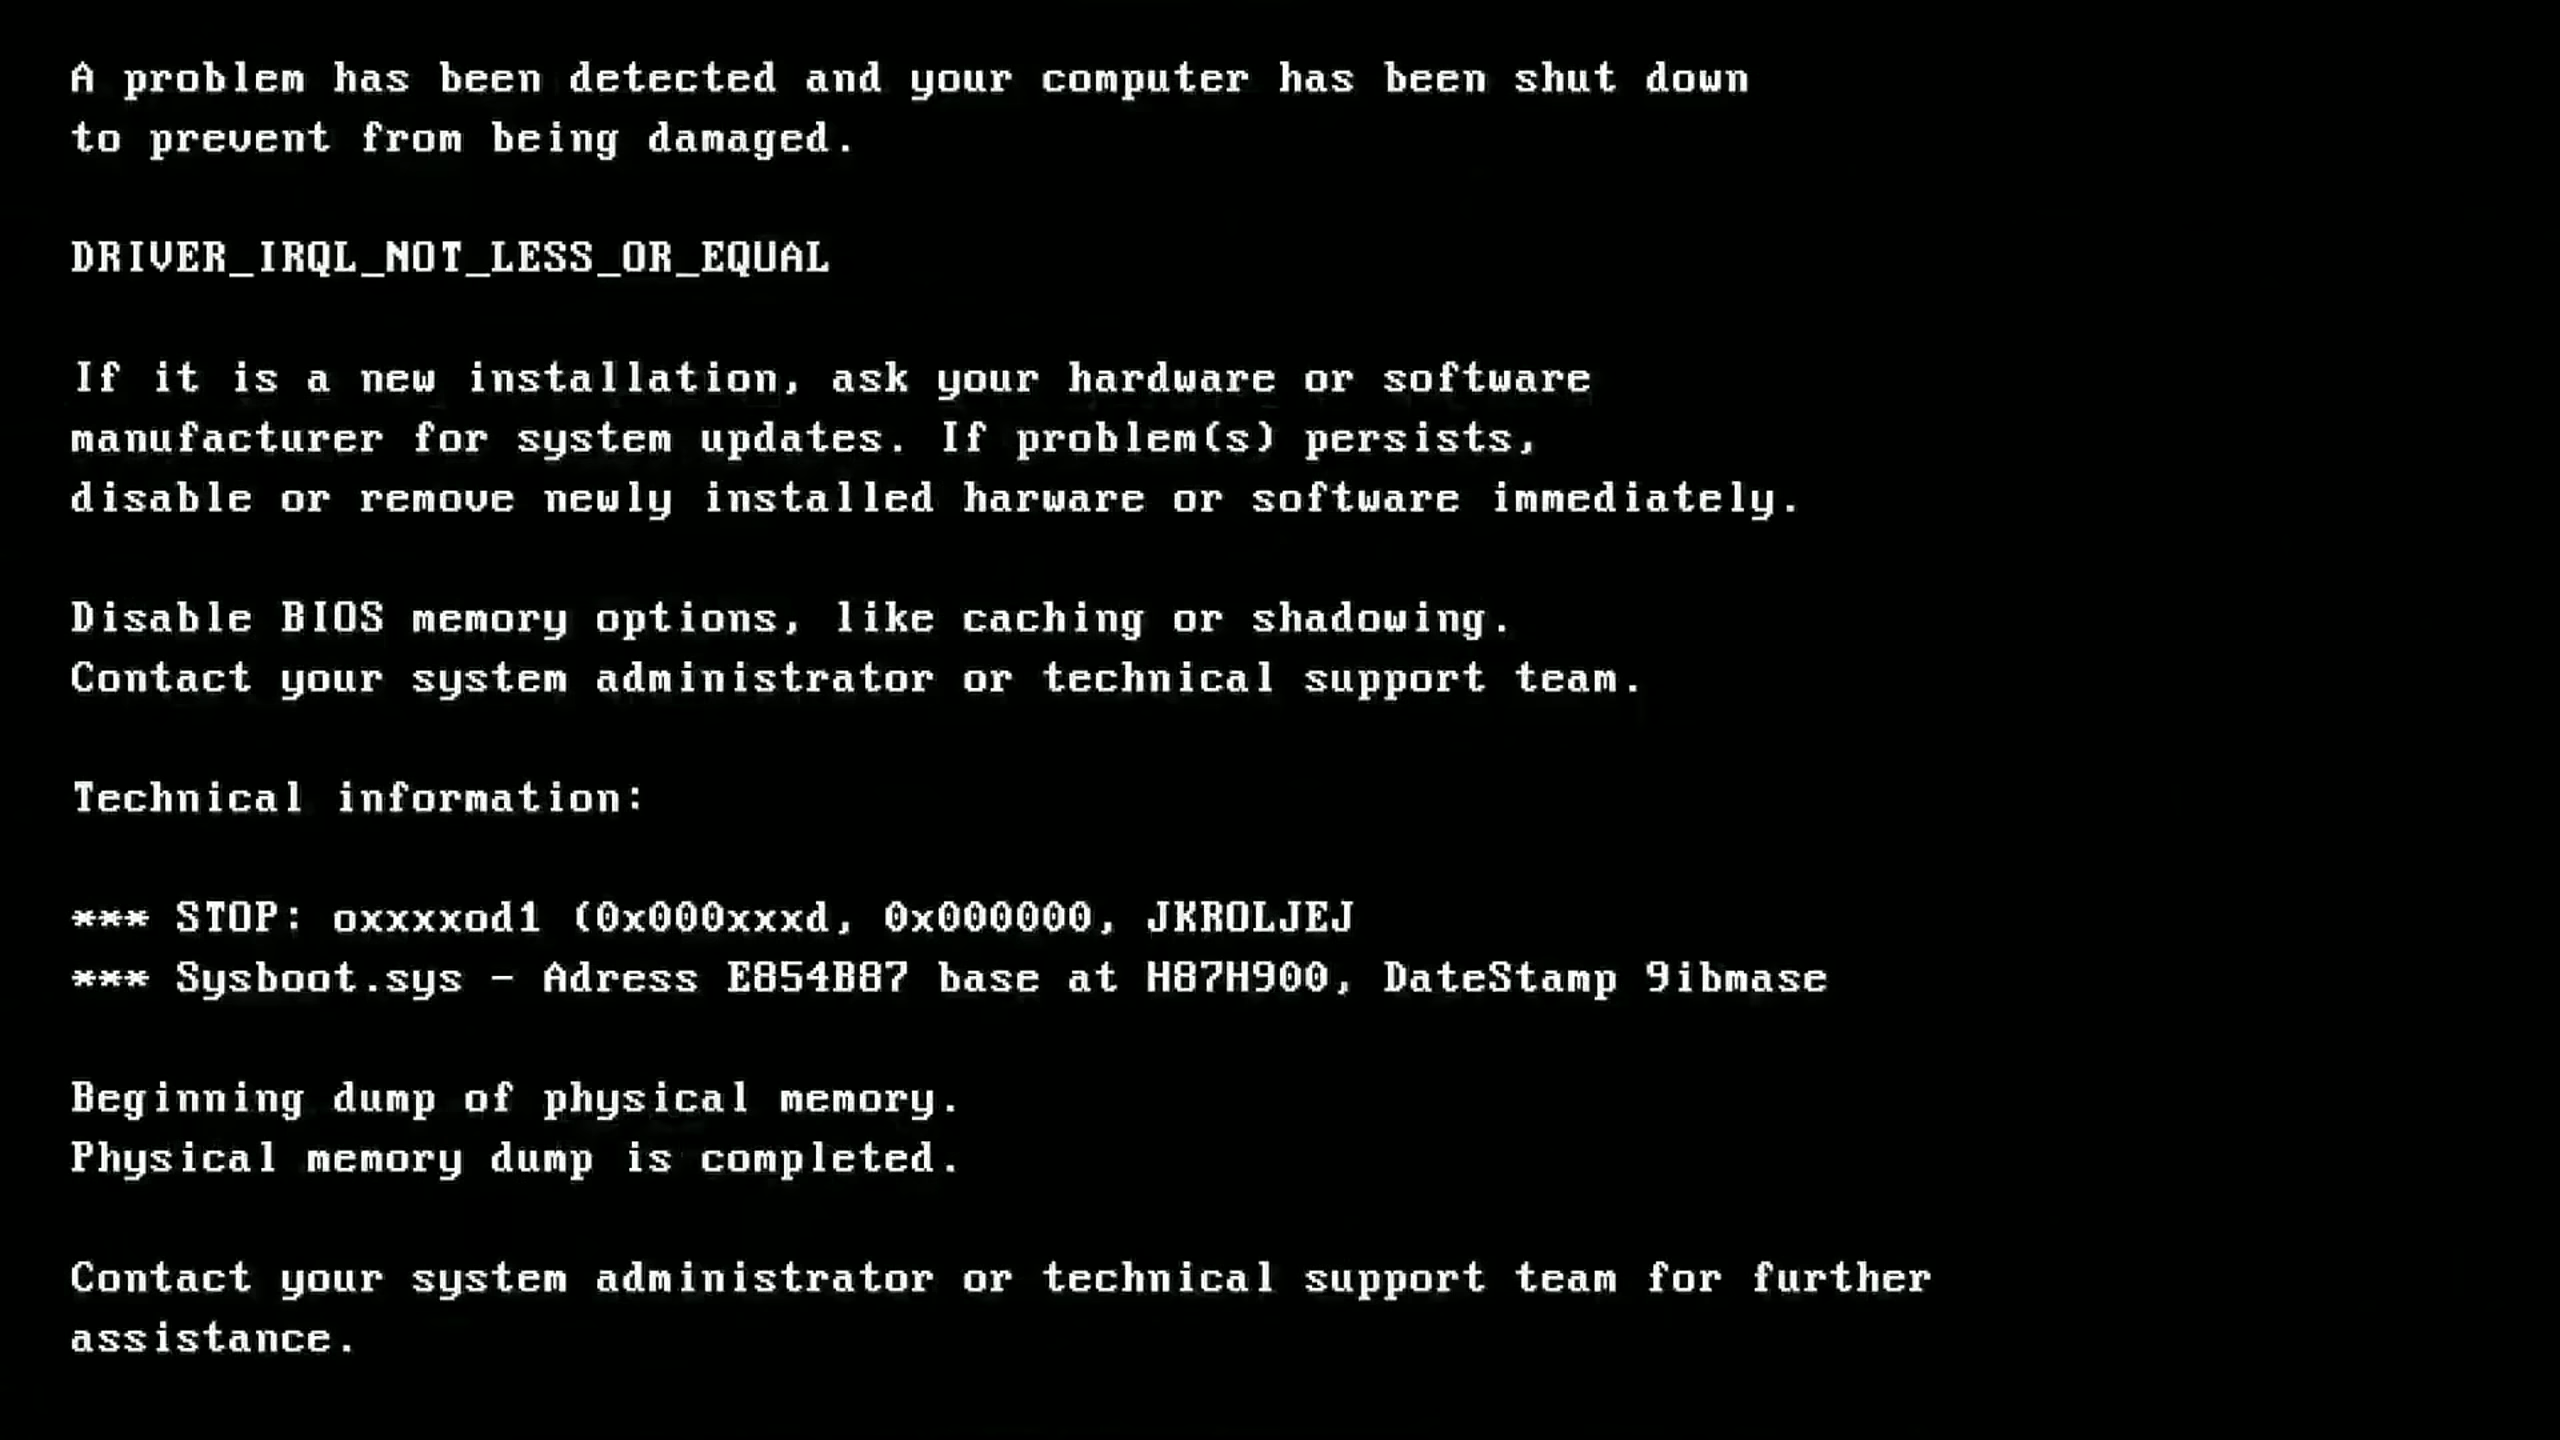 A problem has been detected and your computer has been shut down
to prevent from being damaged.
DRIVER_IRQL_NOT_LESS_OR_EQUAL
If it is a new installation, ask your hardware or software
manufacturer for system updates. If problem(s) persists,
disable or remove newly installed harware or software immediately.
Disable BIOS memory options, like caching or shadowing.
Contact your system administrator or technical support team.
Technical information:
*** STOP: oxxxxod1 (0x000xxxd, 0x000000, JKROLJEJ
*** Sysboot.sys - Adress E854B87 base at H87H900, DateStamp 9ibmase
Beginning dump of physical memory.
Physical memory dump is completed.
Contact your system administrator or technical support team for further
assistance.